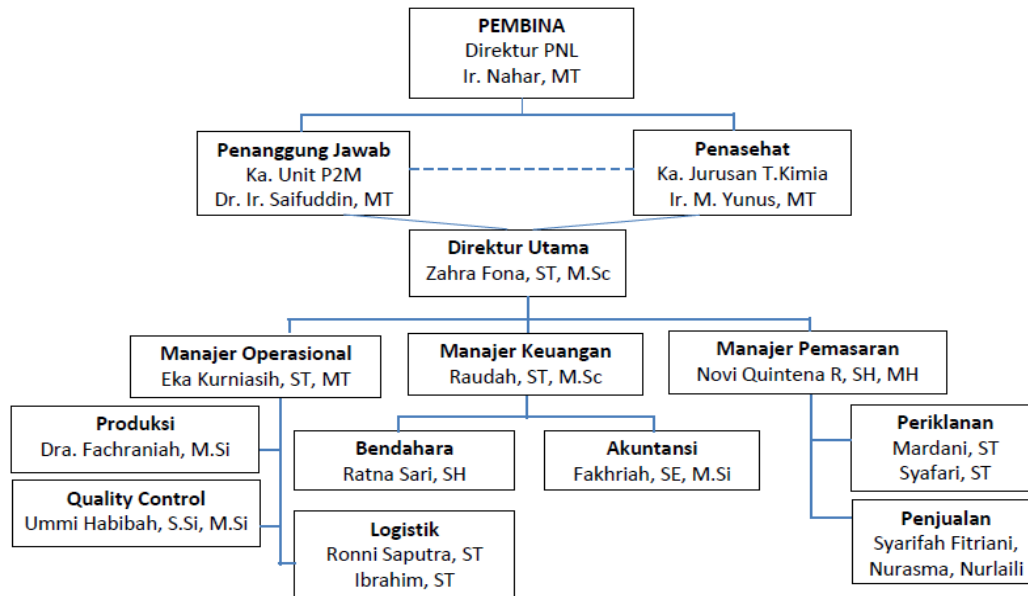 PEMBINA
Direktur PNL
Ir. Nahar, MT
Penanggung Jawab
Ka. Unit P2M
Dr. Ir. Saifuddin, MT
Penasehat
Ka. Jurusan T.Kimia
Ir. M. Yunus, MT
Direktur Utama
Zahra Fona, ST, M.Sc
Manajer Operasional
Eka Kurniasih, ST, MT
Manajer Keuangan
Raudah, ST, M.Sc
Manajer Pemasaran
Novi Quintena R, SH, MH
Produksi
Dra. Fachraniah, M.Si
Quality Control
Ummi Habibah, S.Si, M.Si
Logistik
Ronni Saputra, ST
Ibrahim, ST
Bendahara
Ratna Sari, SH
Akuntansi
Fakhriah, SE, M.Si
Periklanan
Mardani, ST
Syafari, ST
Penjualan
Syarifah Fitriani,
Nurasma, Nurlaili